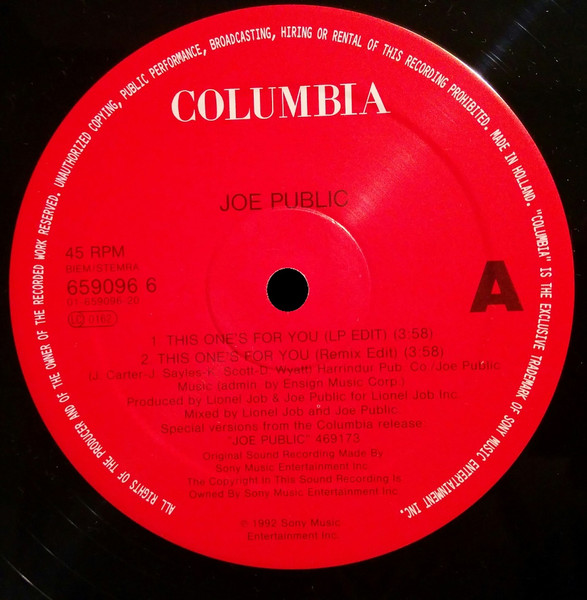 ALL RIGHTS OF THE PRODUCER AND OF THE OWNER OF THE RECORDED WORK RESERVED. UNAUTHORIZED COPYING, PUBLIC PERFORMANCE, BROADCASTING, HIRING OR RENTAL OF THIS RECORDING PROHIBITED. MADE IN HOLLAND. "COLUMBIA" IS THE EXCLUSIVE TRADEMARK OF SONY MUSIC ENTERTAINMENT INC.
COLUMBIA
JOE PUBLIC
45 RPM
BIEM/STEMRA
659096 6
01-659096-20
LC 0162
A
1. THIS ONE'S FOR YOU (LP EDIT) (3:58)
2. THIS ONE'S FOR YOU (Remix Edit) (3:58)
(J. Carter-J. Sayles-K. Scott-D. Wyatt) Harrindur Pub. Co./Joe Public
Music (admin. by Ensign Music Corp.)
Produced by Lionel Job & Joe Public for Lionel Job Inc.
Mixed by Lionel Job and Joe Public
Special versions from the Columbia release:
"JOE PUBLIC" 469173
Original Sound Recording Made By
Sony Music Entertainment Inc.
The Copyright In This Sound Recording is
Owned By Sony Music Entertainment Inc.
℗ 1992 Sony Music
Entertainment Inc.